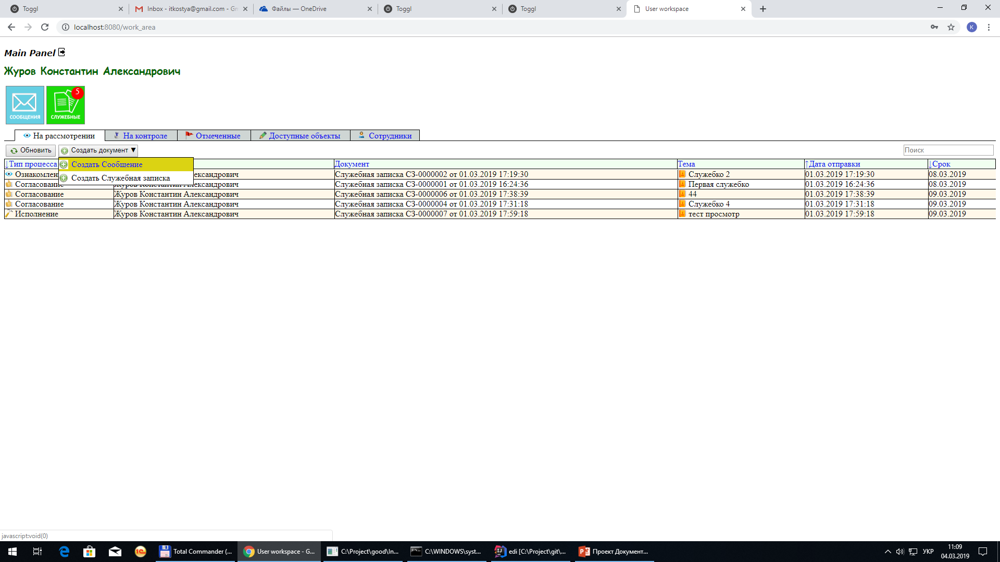 Toggl
Inbox - itkostya@gmail.com - Gm
Файлы — OneDrive
Toggl
Toggl
User workspace
localhost:8080/work_area
K
Main Panel
Журов Константин Александрович
СООБЩЕНИЯ
5
СЛУЖЕБНЫЕ
На рассмотрении
На контроле
Отмеченные
Доступные объекты
Сотрудники
Обновить
Создать документ ▼
Поиск
Создать Сообщение
Создать Служебная записка
↓Тип процесса Документ Тема ↑Дата отправки ↓Срок
Ознакомлен ександрович Служебная записка СЗ-0000002 от 01.03.2019 17:19:30 Служебко 2 01.03.2019 17:19:30 08.03.2019
Согласование Журов Константин Александрович Служебная записка СЗ-0000001 от 01.03.2019 16:24:36 Первая служебко 01.03.2019 16:24:36 08.03.2019
Согласование Журов Константин Александрович Служебная записка СЗ-0000006 от 01.03.2019 17:38:39 44 01.03.2019 17:38:39 09.03.2019
Согласование Журов Константин Александрович Служебная записка СЗ-0000004 от 01.03.2019 17:31:18 Служебко 4 01.03.2019 17:31:18 09.03.2019
Исполнение Журов Константин Александрович Служебная записка СЗ-0000007 от 01.03.2019 17:59:18 тест просмотр 01.03.2019 17:59:18 09.03.2019
javascript:void(0)
Total Commander (...
User workspace - G...
C:\Project\good\In...
C:\WINDOWS\syst...
edi [C:\Project\git\...
Проект Документ...
УКР
11:09
04.03.2019